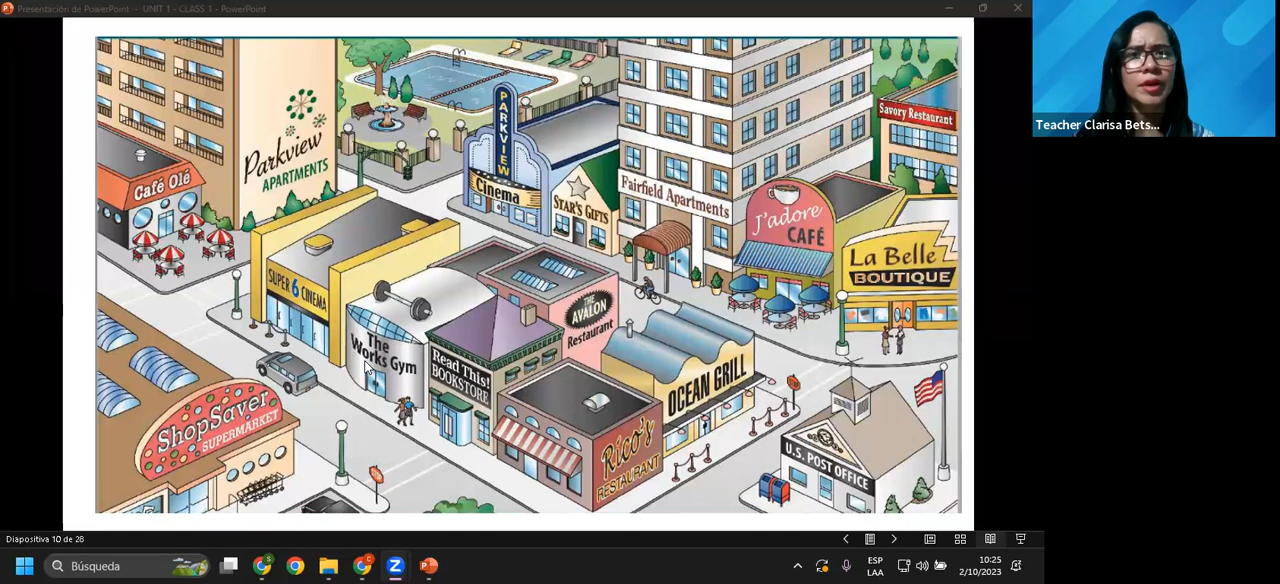 Presentación de PowerPoint - UNIT 1 - CLASS 1 - PowerPoint
Teacher Clarisa Bets...
Parkview
APARTMENTS
PARKVIEW
Cinema
STAR'S GIFTS
Fairfield Apartments
Savory Restaurant
Café Olé
J'adore
CAFÉ
La Belle
BOUTIQUE
SUPER 6 CINEMA
The
Works Gym
Read This!
BOOKSTORE
THE
AVALON
Restaurant
OCEAN GRILL
Rico's
RESTAURANT
ShopSaver
SUPERMARKET
U.S. POST OFFICE
Diapositiva 10 de 28
Búsqueda
ESP
LAA
10:25
2/10/2023